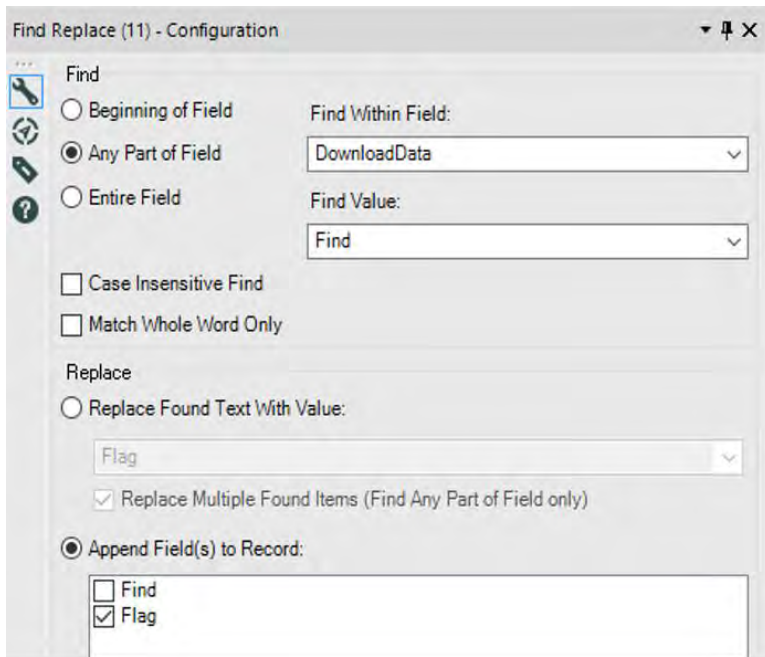 Find Replace (11) - Configuration
Find
Beginning of Field
Find Within Field:
Any Part of Field
DownloadData
Entire Field
Find Value:
Find
Case Insensitive Find
Match Whole Word Only
Replace
Replace Found Text With Value:
Flag
Replace Multiple Found Items (Find Any Part of Field only)
Append Field(s) to Record:
Find
Flag